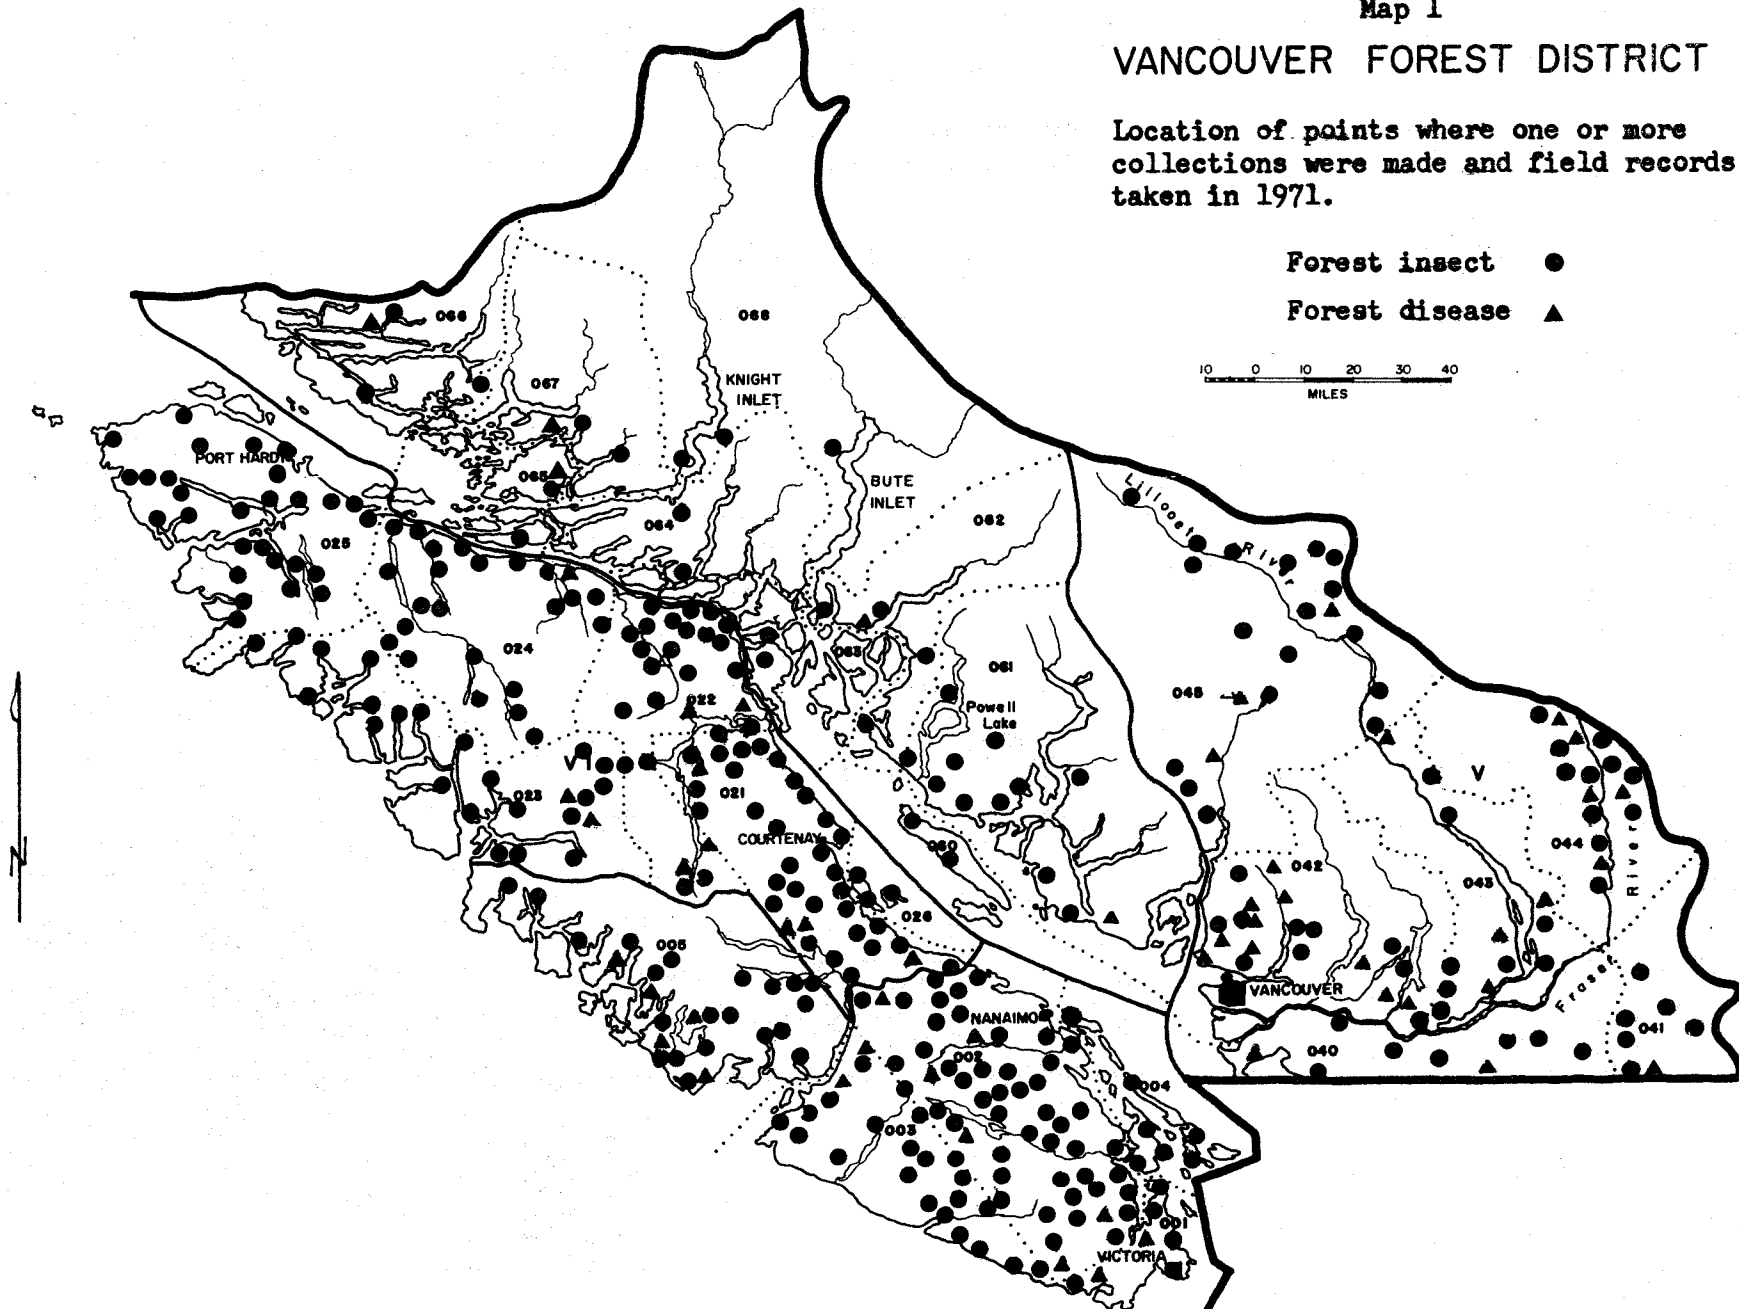 Map 1
VANCOUVER FOREST DISTRICT
Location of points where one or more
collections were made and field records
taken in 1971.
Forest insect
Forest disease
10 0 10 20 30 40
MILES
066
068
067
KNIGHT
INLET
PORT HARDY
065
BUTE
INLET
Lillooet River
064
062
025
024
063
061
045
022
Powell
Lake
V
V
023
021
COURTENAY
060
042
044
043
River
026
005
VANCOUVER
Fraser
NANAIMO
041
002
040
004
003
001
VICTORIA
N